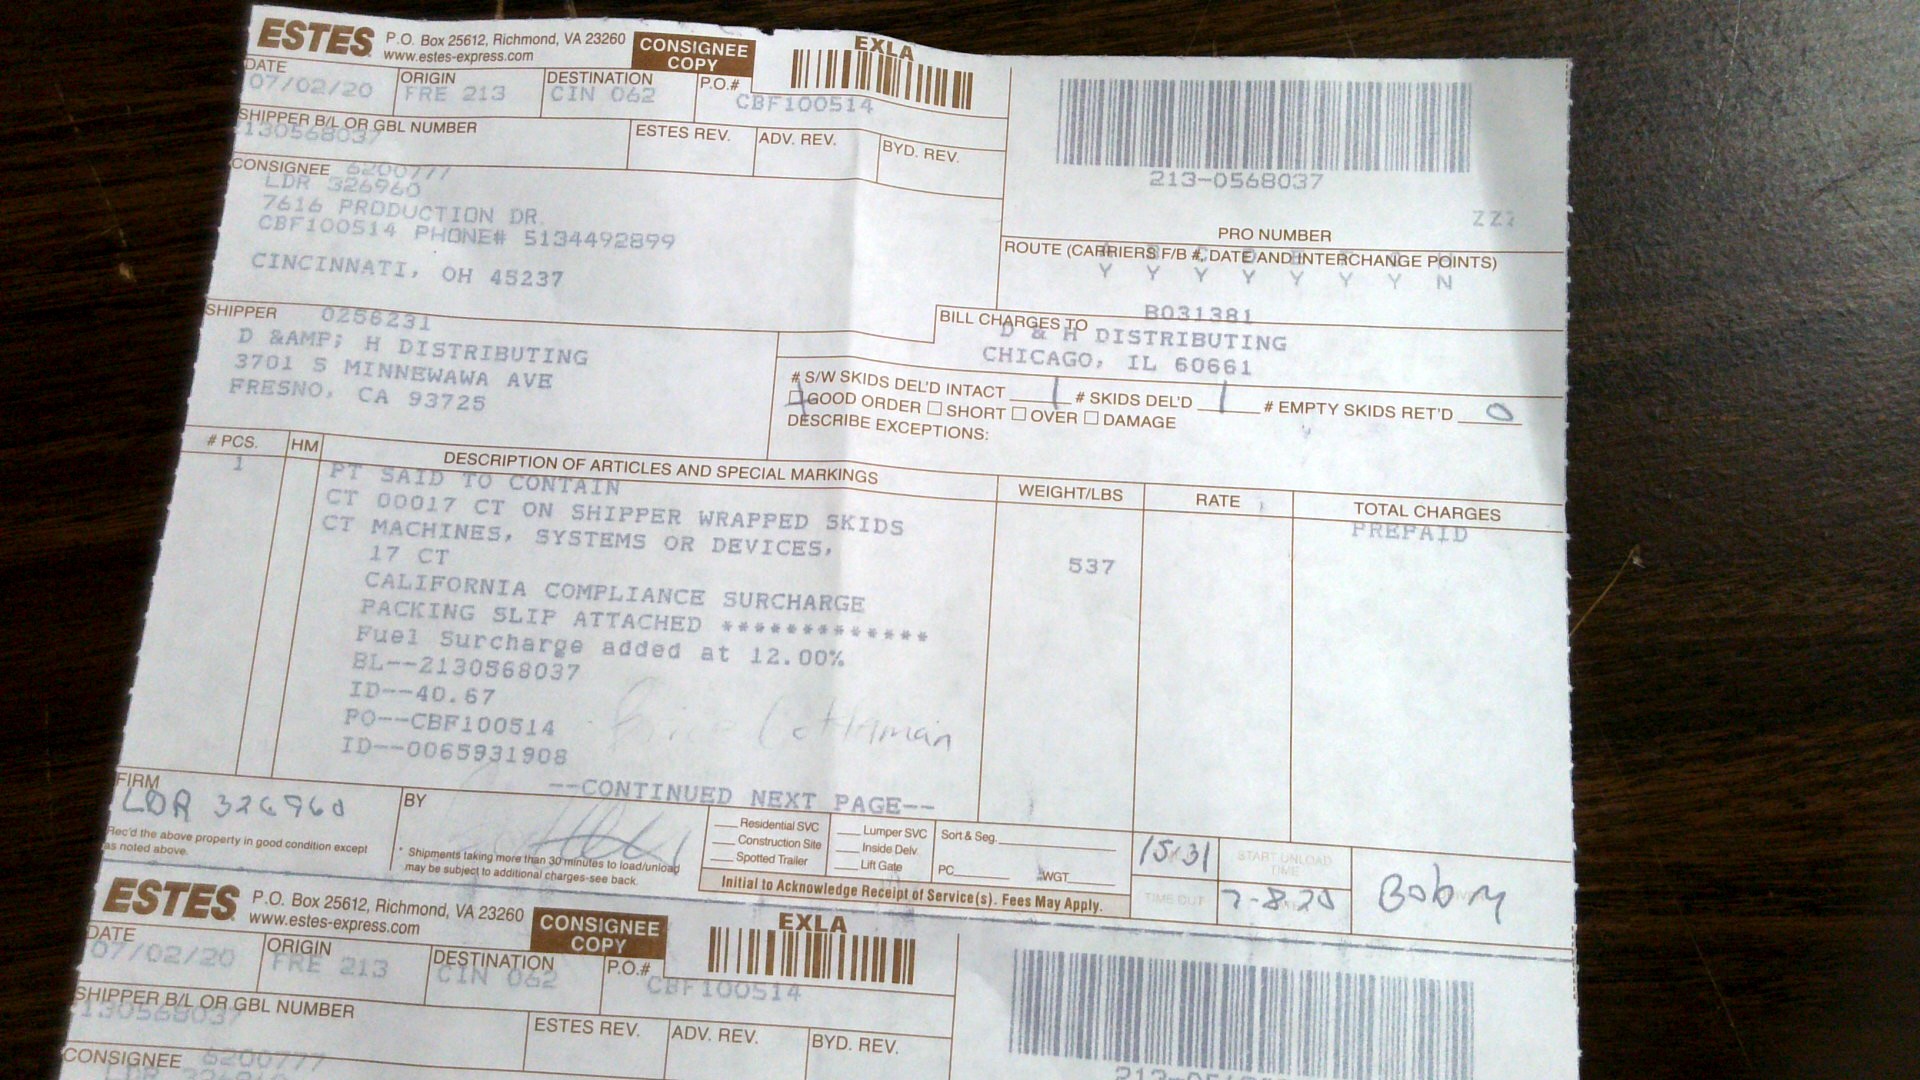 ESTES P.O. Box 25612, Richmond, VA 23260
www.estes-express.com
CONSIGNEE COPY
EXLA
DATE 07/02/20
ORIGIN FRE 213
DESTINATION CIN 062
P.O.# CBF100514
SHIPPER B/L OR GBL NUMBER
2130568037
ESTES REV.
ADV. REV.
BYD. REV.
213-0568037
ZZZ
PRO NUMBER
CONSIGNEE 6200777
LDR 326960
7616 PRODUCTION DR
CBF100514 PHONE# 5134492899
CINCINNATI, OH 45237
ROUTE (CARRIERS F/B #, DATE AND INTERCHANGE POINTS)
Y Y Y Y Y Y Y N
SHIPPER 0256231
D &AMP; H DISTRIBUTING
3701 S MINNEWAWA AVE
FRESNO, CA 93725
BILL CHARGES TO
B031381
D & H DISTRIBUTING
CHICAGO, IL 60661
# S/W SKIDS DEL'D INTACT 1 # SKIDS DEL'D 1 # EMPTY SKIDS RET'D 0
GOOD ORDER SHORT OVER DAMAGE
DESCRIBE EXCEPTIONS:
# PCS. HM DESCRIPTION OF ARTICLES AND SPECIAL MARKINGS WEIGHT/LBS RATE TOTAL CHARGES
1 PT SAID TO CONTAIN PREPAID
CT 00017 CT ON SHIPPER WRAPPED SKIDS
CT MACHINES, SYSTEMS OR DEVICES,
17 CT 537
CALIFORNIA COMPLIANCE SURCHARGE
PACKING SLIP ATTACHED *************
Fuel Surcharge added at 12.00%
BL--2130568037
ID--40.67
PO--CBF100514
ID--0065931908
--CONTINUED NEXT PAGE--
FIRM LDR 326960
Rec'd the above property in good condition except as noted above.
BY
* Shipments taking more than 30 minutes to load/unload
may be subject to additional charges-see back.
Residential SVC
Construction Site
Spotted Trailer
Lumper SVC
Inside Delv.
Lift Gate
Sort & Seg.
PC WGT
Initial to Acknowledge Receipt of Service(s). Fees May Apply.
15:31
START UNLOAD TIME
TIME OUT
7-8-20
Bobby
ESTES P.O. Box 25612, Richmond, VA 23260
www.estes-express.com
CONSIGNEE COPY
EXLA
DATE 07/02/20
ORIGIN FRE 213
DESTINATION CIN 062
P.O.# CBF100514
SHIPPER B/L OR GBL NUMBER
2130568037
ESTES REV.
ADV. REV.
BYD. REV.
CONSIGNEE 6200777
LDR 326960